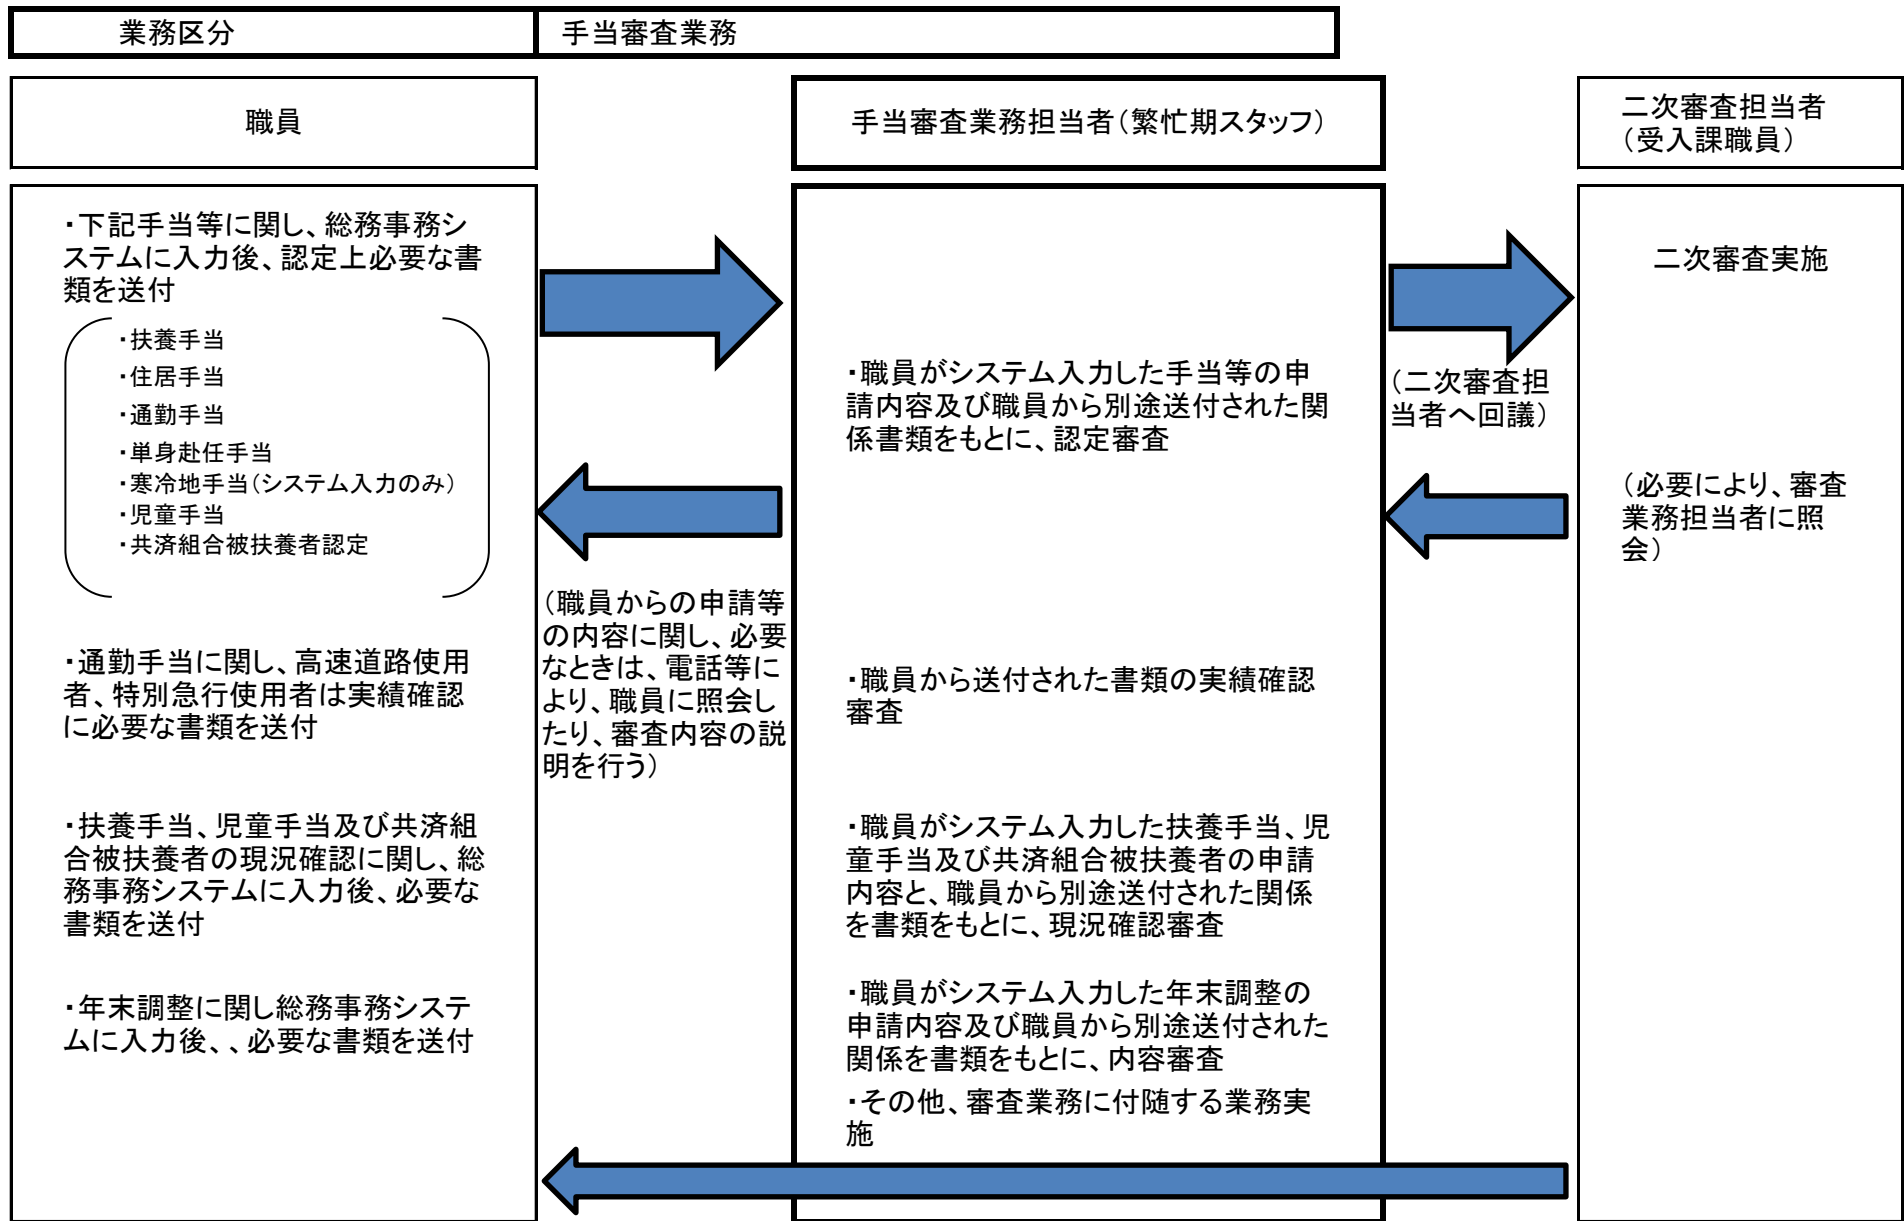 業務区分
手当審査業務
職員
手当審査業務担当者（繁忙期スタッフ）
二次審査担当者
（受入課職員）
・下記手当等に関し、総務事務シ
ステムに入力後、認定上必要な書
類を送付
・扶養手当
・住居手当
・通勤手当
・単身赴任手当
・寒冷地手当（システム入力のみ）
・児童手当
・共済組合被扶養者認定
・通勤手当に関し、高速道路使用
者、特別急行使用者は実績確認
に必要な書類を送付
・扶養手当、児童手当及び共済組
合被扶養者の現況確認に関し、総
務事務システムに入力後、必要な
書類を送付
・年末調整に関し総務事務システ
ムに入力後、、必要な書類を送付
（職員からの申請等
の内容に関し、必要
なときは、電話等に
より、職員に照会し
たり、審査内容の説
明を行う）
・職員がシステム入力した手当等の申
請内容及び職員から別途送付された関
係書類をもとに、認定審査
・職員から送付された書類の実績確認
審査
・職員がシステム入力した扶養手当、児
童手当及び共済組合被扶養者の申請
内容と、職員から別途送付された関係
を書類をもとに、現況確認審査
・職員がシステム入力した年末調整の
申請内容及び職員から別途送付された
関係を書類をもとに、内容審査
・その他、審査業務に付随する業務実
施
（二次審査担
当者へ回議）
二次審査実施
（必要により、審査
業務担当者に照
会）